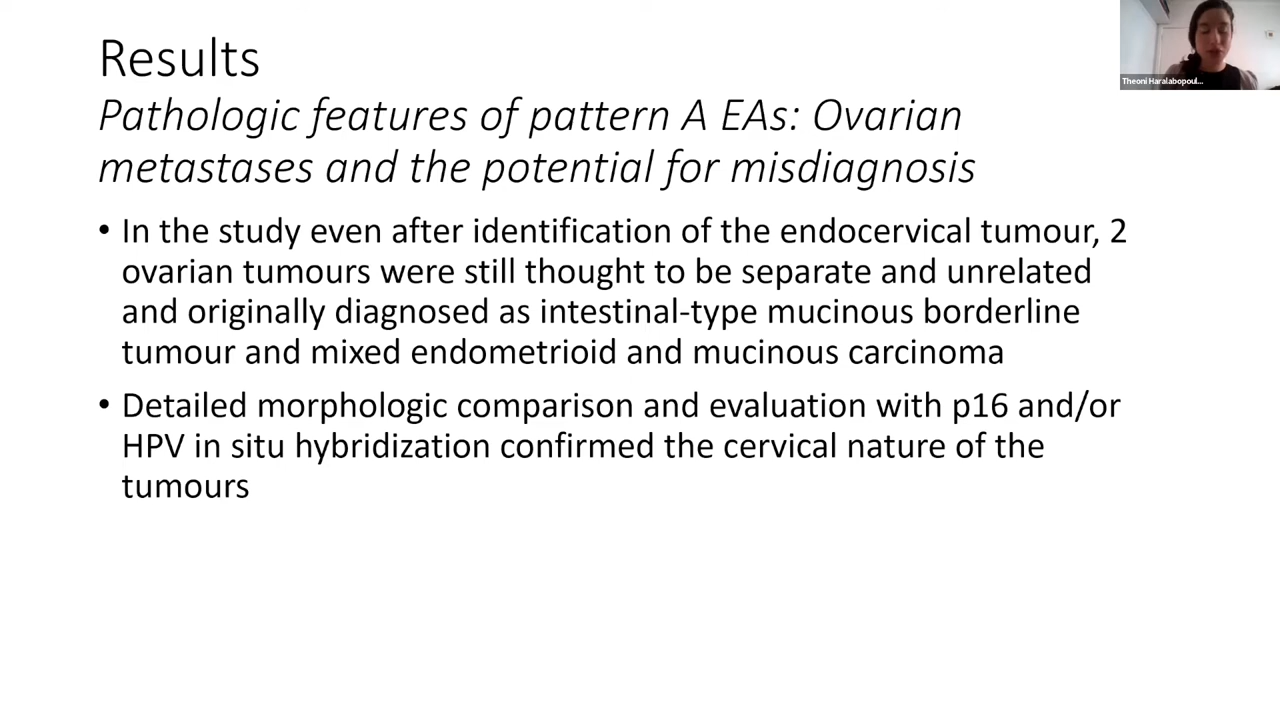 Results
Pathologic features of pattern A EAs: Ovarian
metastases and the potential for misdiagnosis
• In the study even after identification of the endocervical tumour, 2
ovarian tumours were still thought to be separate and unrelated
and originally diagnosed as intestinal-type mucinous borderline
tumour and mixed endometrioid and mucinous carcinoma
• Detailed morphologic comparison and evaluation with p16 and/or
HPV in situ hybridization confirmed the cervical nature of the
tumours
Theoni Haralabopoul...